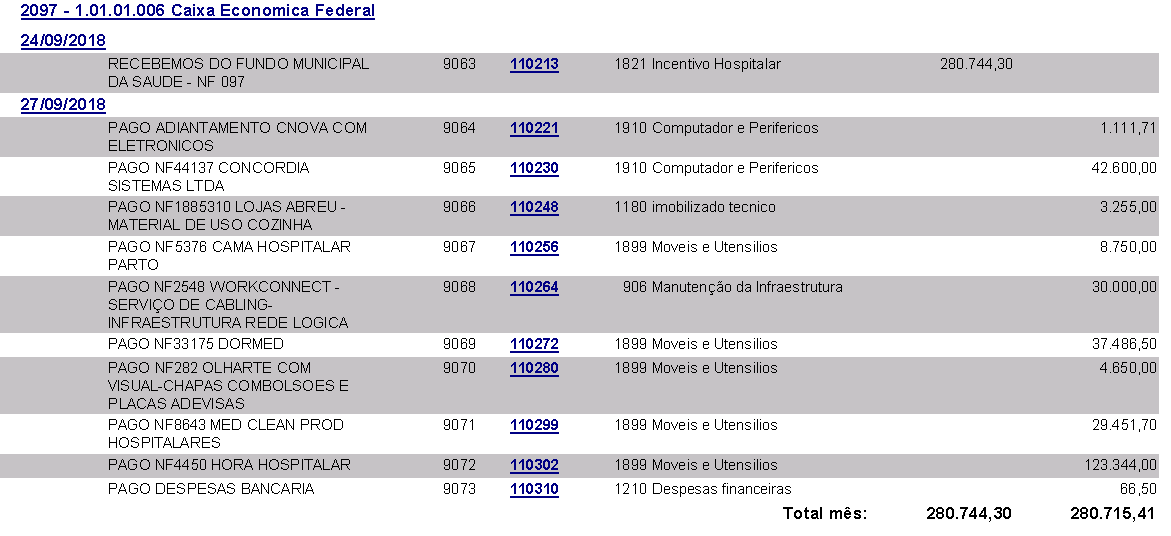 2097 - 1.01.01.006 Caixa Economica Federal
24/09/2018
RECEBEMOS DO FUNDO MUNICIPAL 9063 110213 1821 Incentivo Hospitalar 280.744,30
DA SAUDE - NF 097
27/09/2018
PAGO ADIANTAMENTO CNOVA COM 9064 110221 1910 Computador e Perifericos 1.111,71
ELETRONICOS
PAGO NF44137 CONCORDIA 9065 110230 1910 Computador e Perifericos 42.600,00
SISTEMAS LTDA
PAGO NF1885310 LOJAS ABREU - 9066 110248 1180 imobilizado tecnico 3.255,00
MATERIAL DE USO COZINHA
PAGO NF5376 CAMA HOSPITALAR 9067 110256 1899 Moveis e Utensilios 8.750,00
PARTO
PAGO NF2548 WORKCONNECT - 9068 110264 906 Manutenção da Infraestrutura 30.000,00
SERVIÇO DE CABLING-
INFRAESTRUTURA REDE LOGICA
PAGO NF33175 DORMED 9069 110272 1899 Moveis e Utensilios 37.486,50
PAGO NF282 OLHARTE COM 9070 110280 1899 Moveis e Utensilios 4.650,00
VISUAL-CHAPAS COMBOLSOES E
PLACAS ADEVISAS
PAGO NF8643 MED CLEAN PROD 9071 110299 1899 Moveis e Utensilios 29.451,70
HOSPITALARES
PAGO NF4450 HORA HOSPITALAR 9072 110302 1899 Moveis e Utensilios 123.344,00
PAGO DESPESAS BANCARIA 9073 110310 1210 Despesas financeiras 66,50
Total mês: 280.744,30 280.715,41